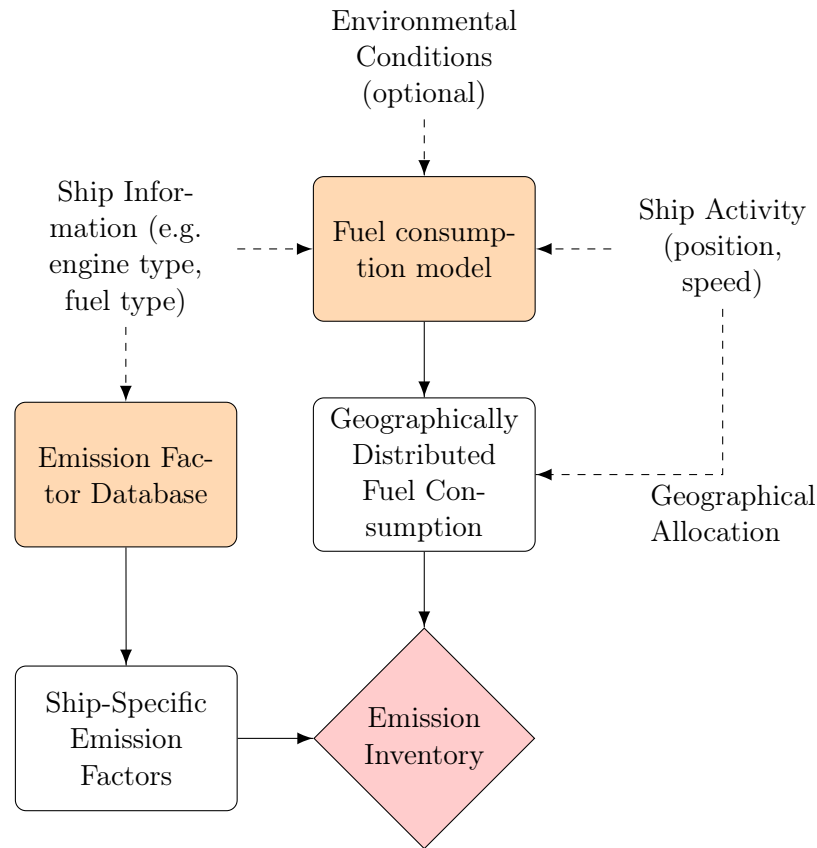 Environmental
Conditions
(optional)
Ship Infor-
mation (e.g.
engine type,
fuel type)
Fuel consump-
tion model
Ship Activity
(position,
speed)
Emission Fac-
tor Database
Geographically
Distributed
Fuel Con-
sumption
Geographical
Allocation
Ship-Specific
Emission
Factors
Emission
Inventory